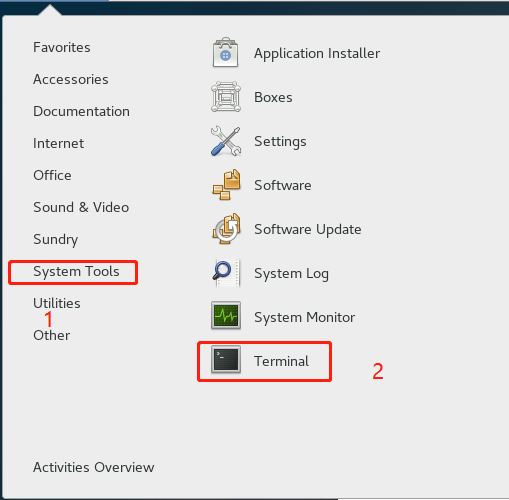 Favorites
Accessories
Documentation
Internet
Office
Sound & Video
Sundry
System Tools
Utilities
1
Other
Activities Overview
Application Installer
Boxes
Settings
Software
Software Update
System Log
System Monitor
Terminal
2